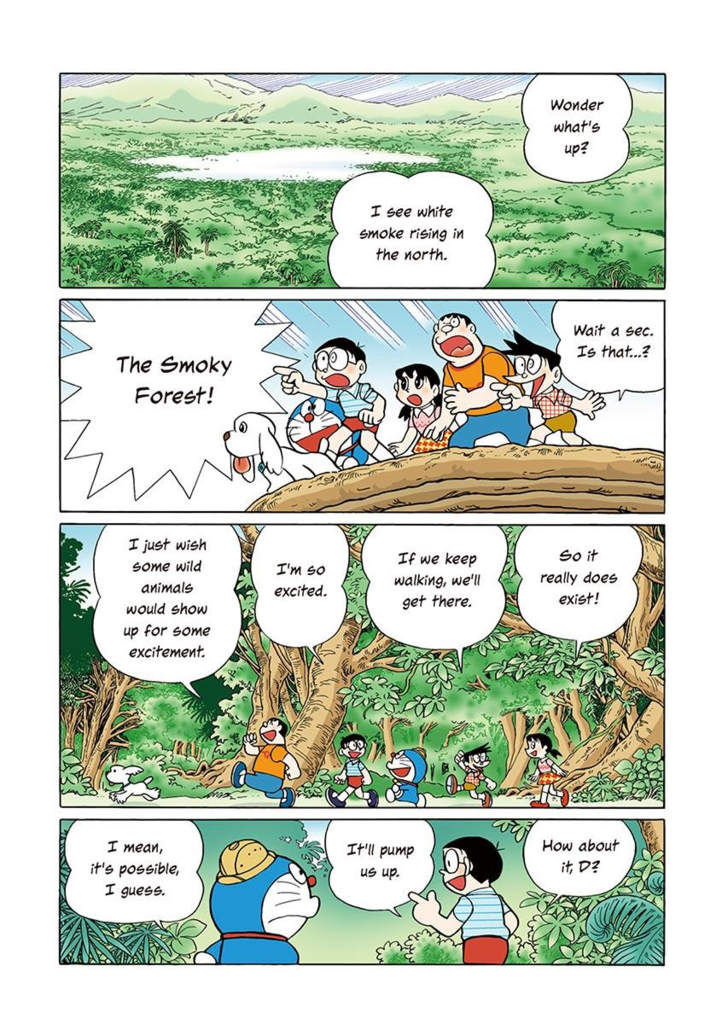 Wonder
what's
up?
I see white
smoke rising in
the north.
Wait a sec.
Is that...?
The Smoky
Forest!
So it
really does
exist!
If we keep
walking, we'll
get there.
I'm so
excited.
I just wish
some wild
animals
would show
up for some
excitement.
How about
it, D?
It'll pump
us up.
I mean,
it's possible,
I guess.